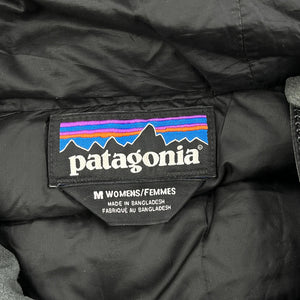 patagonia®
M WOMENS/FEMMES
MADE IN BANGLADESH
FABRIQUÉ AU BANGLADESH